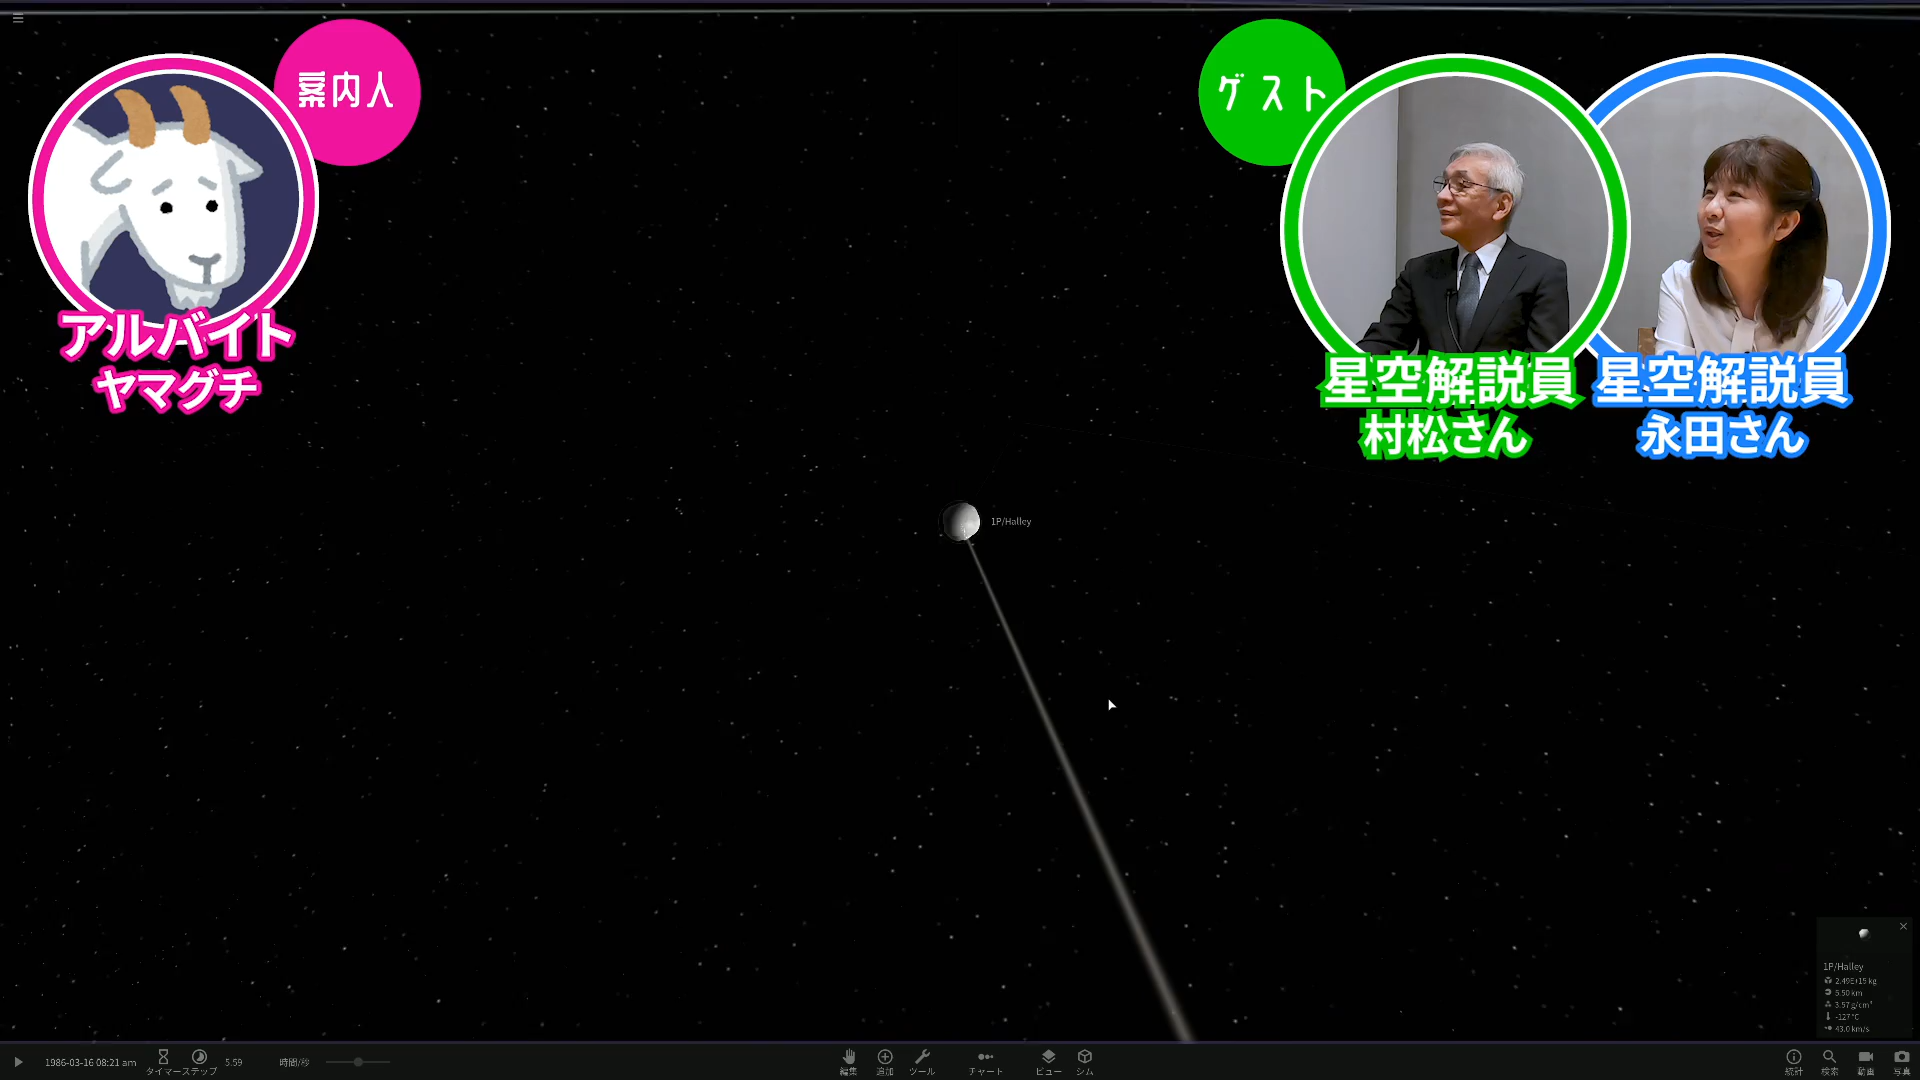 案内人
アルバイト
ヤマグチ
ゲスト
星空解説員
村松さん
星空解説員
永田さん
1P/Halley
1P/Halley
2.49E+15 kg
5.50 km
3.57 g/cm³
-127 °C
43.0 km/s
1986-03-16 08:21 am
タイマーステップ
5.59
時間/秒
編集
追加
ツール
チャート
ビュー
シム
統計
検索
動画
写真